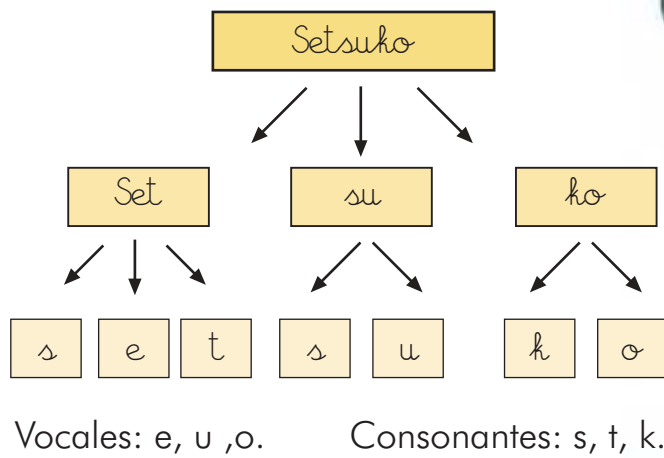 Setsuko
Set su ko
s e t s u k o
Vocales: e, u ,o. Consonantes: s, t, k.